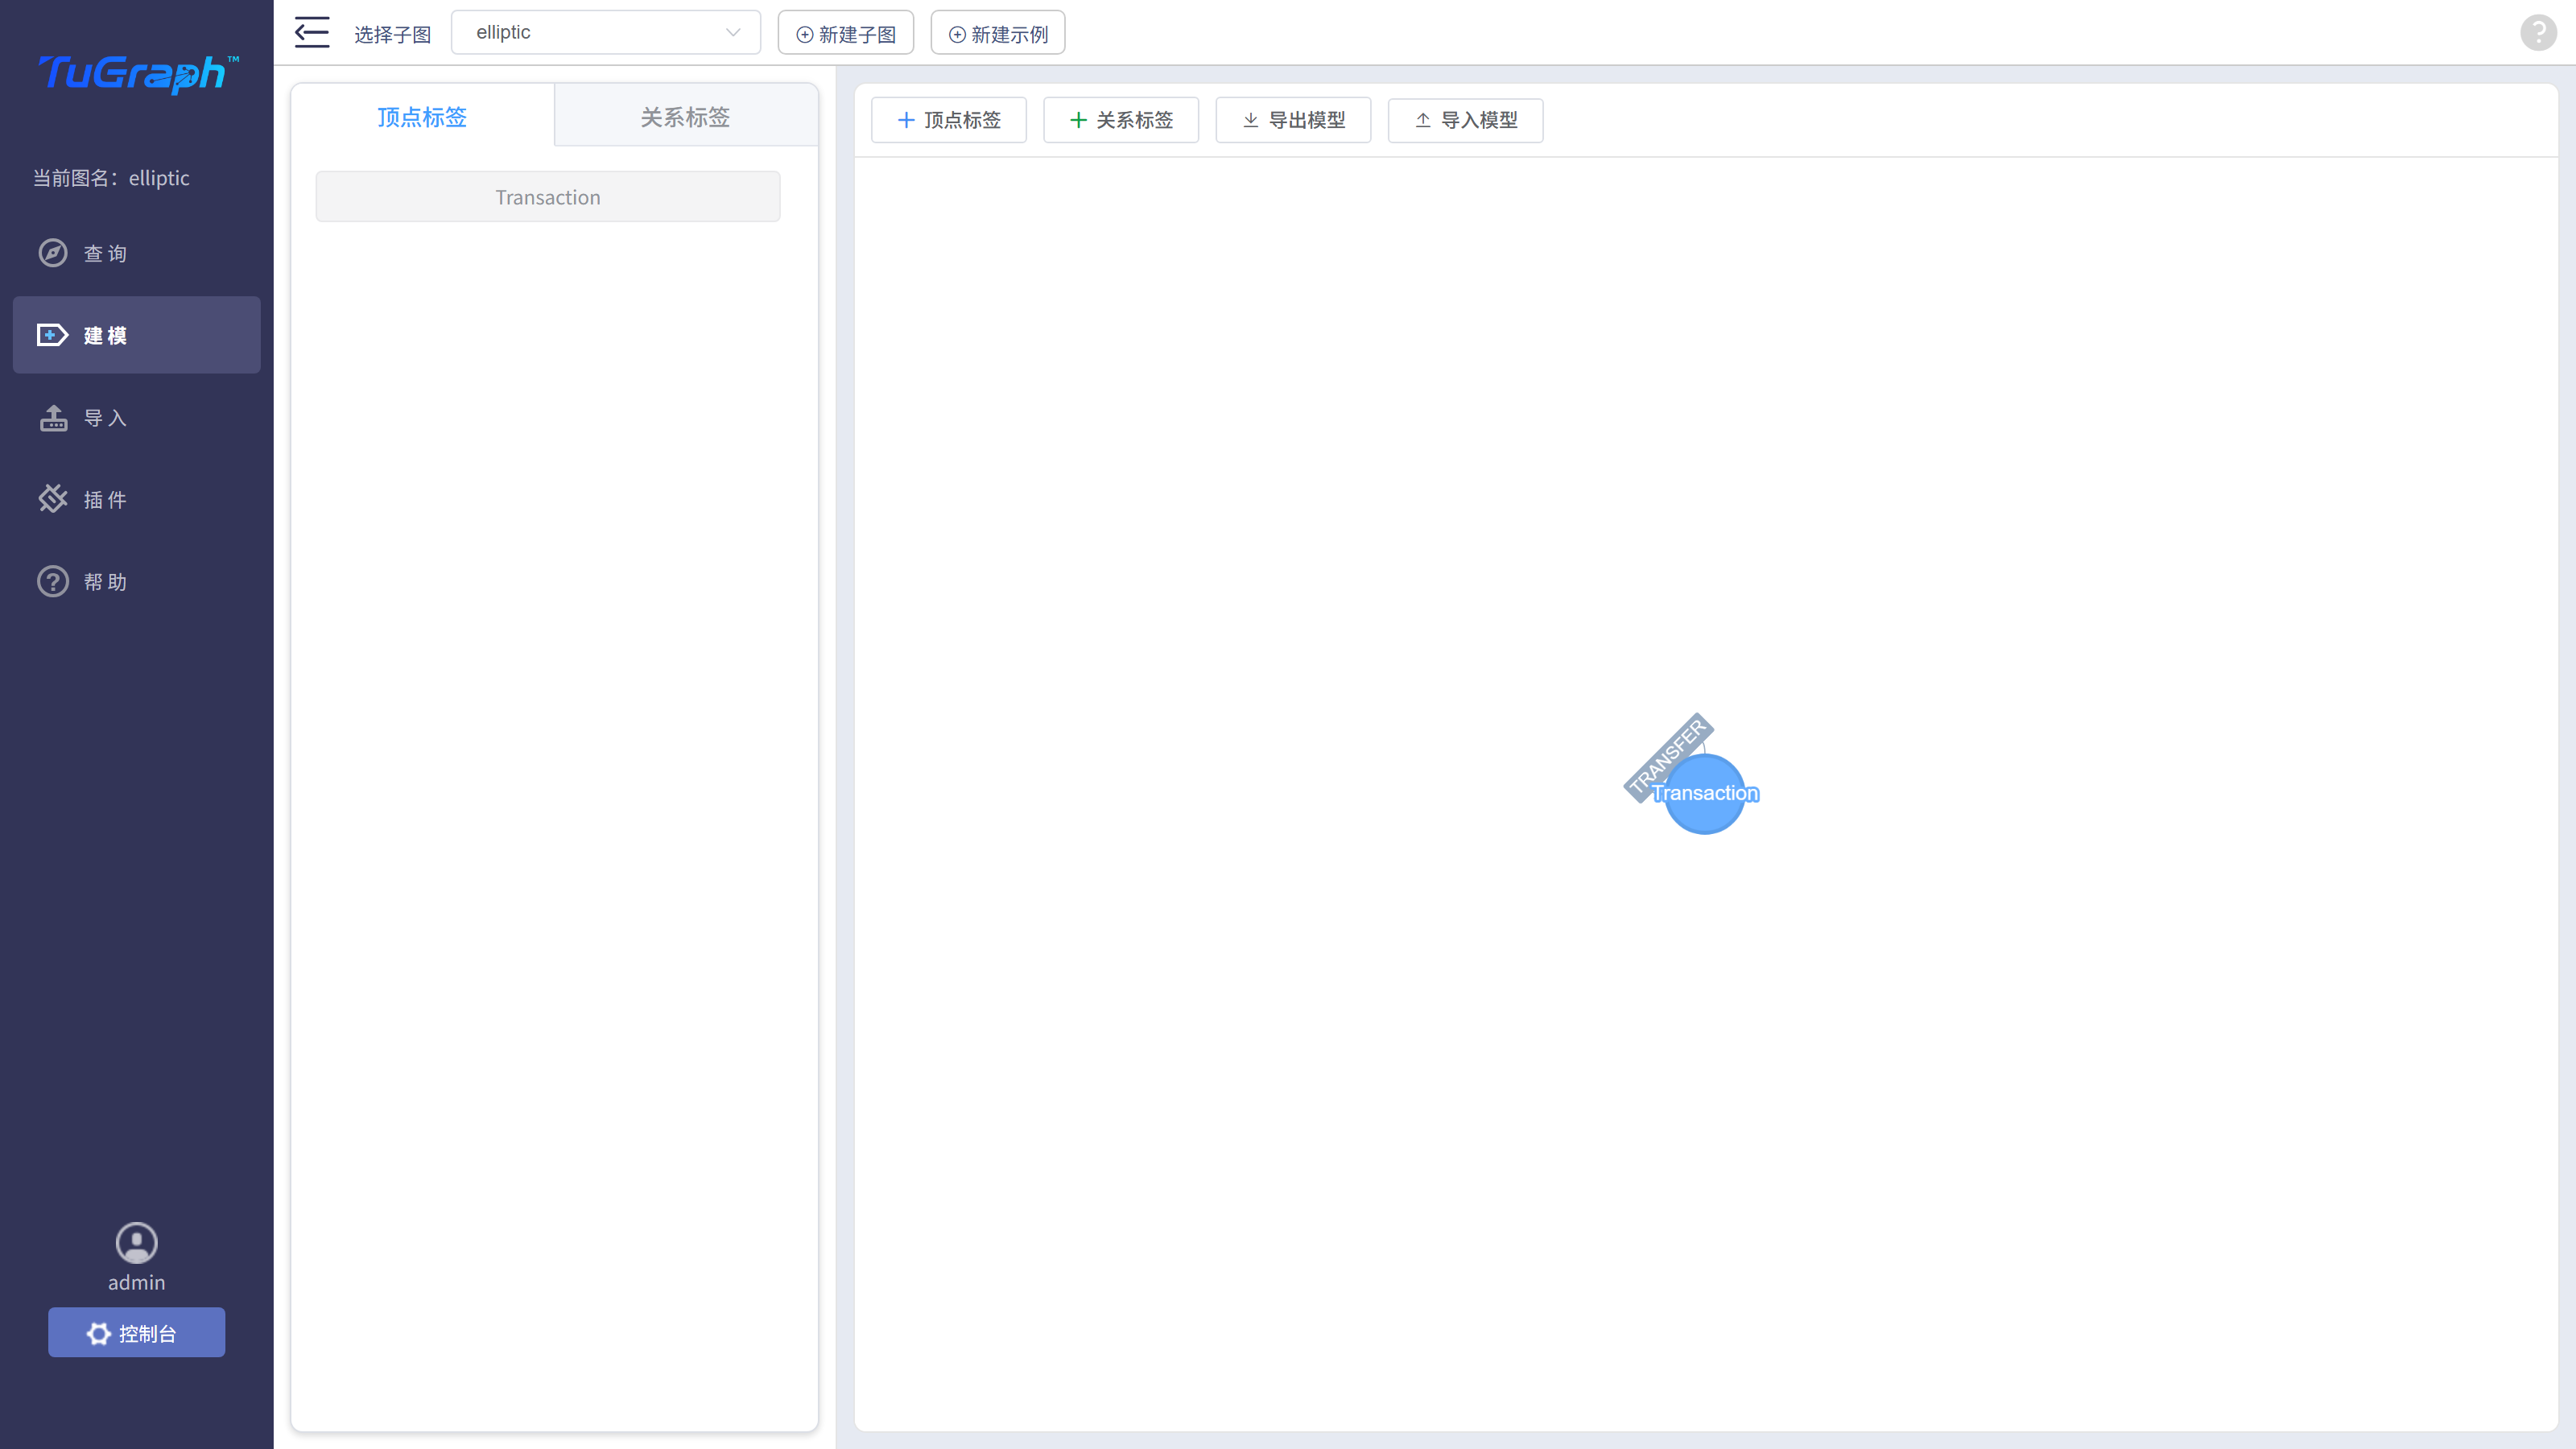 TuGraph™
当前图名：elliptic
查 询
建 模
导 入
插 件
帮 助
admin
控制台
选择子图
elliptic
新建子图
新建示例
顶点标签
关系标签
Transaction
顶点标签
关系标签
导出模型
导入模型
TRANSFER
Transaction